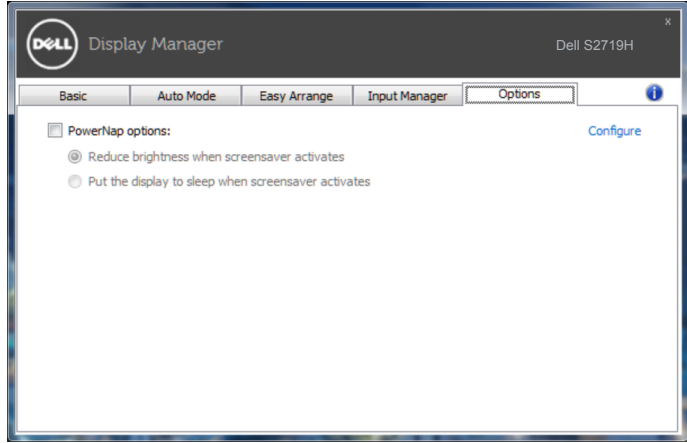 DELL Display Manager
Dell S2719H
x
Basic Auto Mode Easy Arrange Input Manager Options i
PowerNap options: Configure
Reduce brightness when screensaver activates
Put the display to sleep when screensaver activates